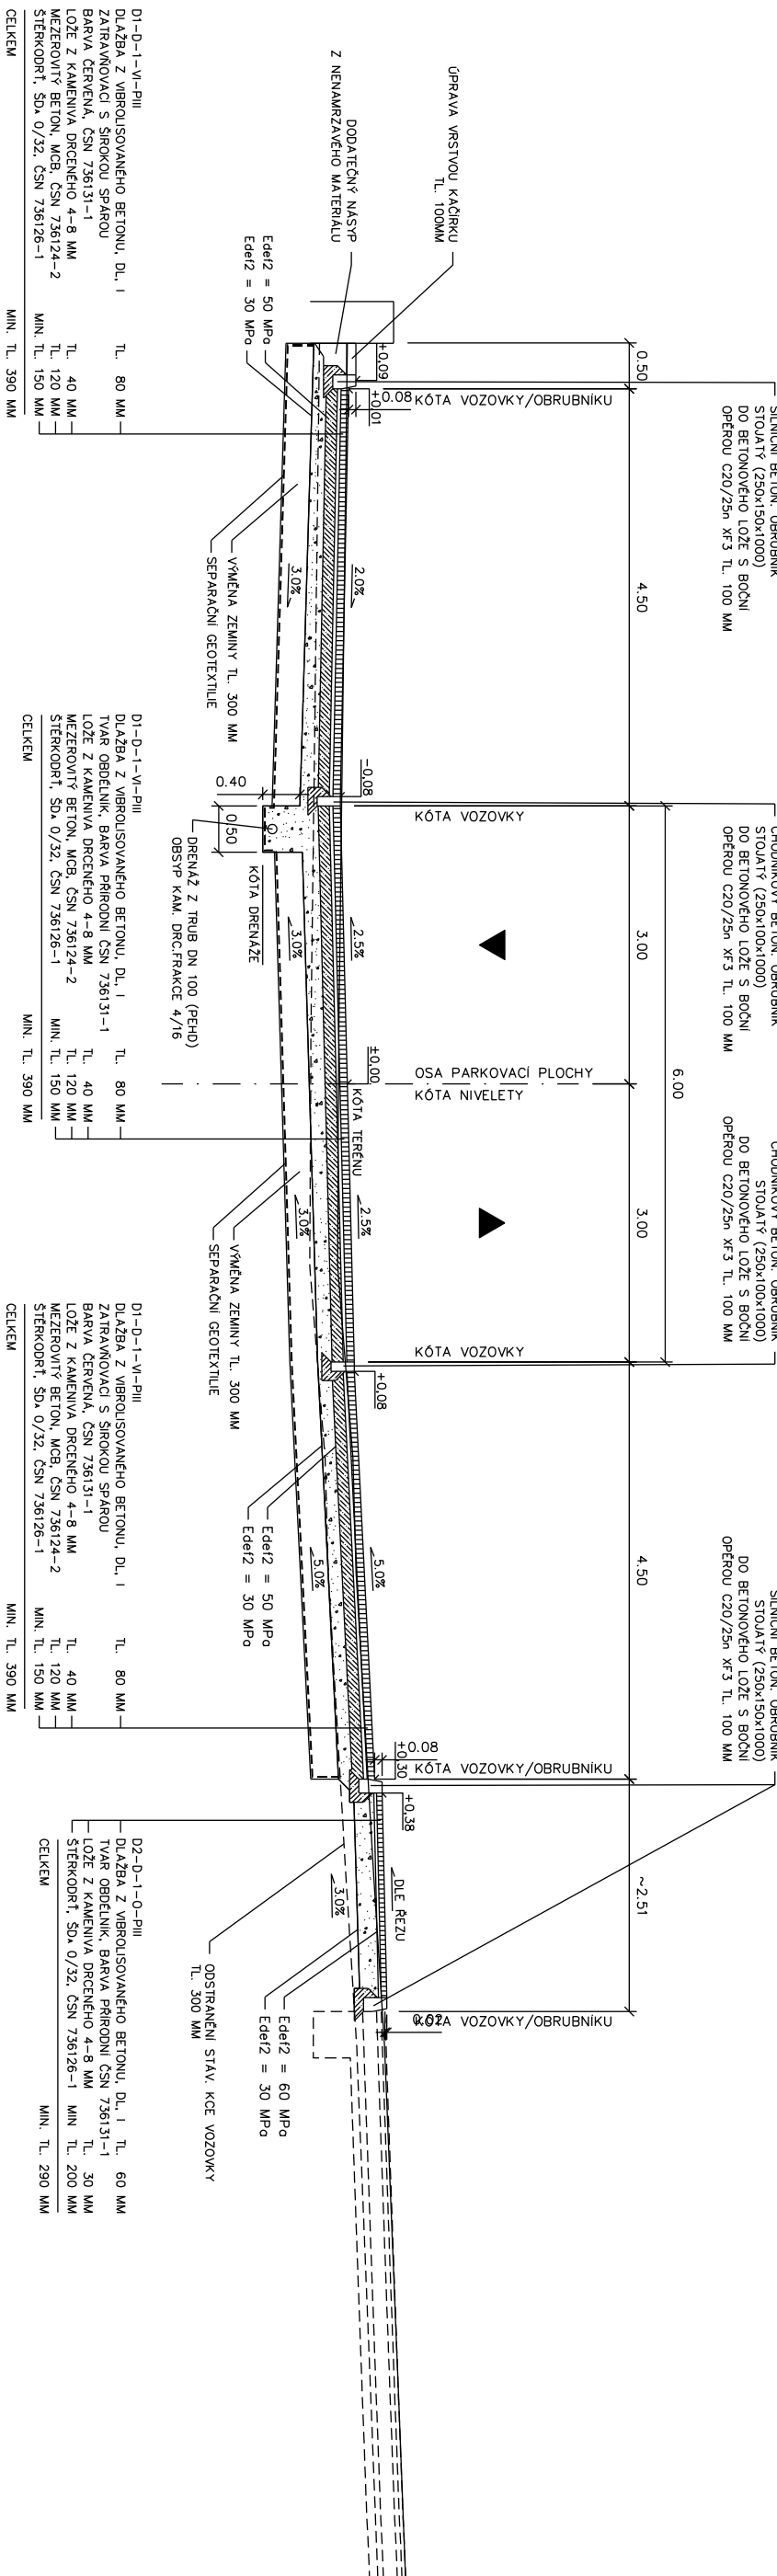 SILNIČNÍ BETON. OBRUBNÍK
STOJATÝ (250x150x1000)
DO BETONOVÉHO LOŽE S BOČNÍ
OPĚROU C20/25n XF3 TL. 100 MM
CHODNÍKOVÝ BETON. OBRUBNÍK
STOJATÝ (250x100x1000)
DO BETONOVÉHO LOŽE S BOČNÍ
OPĚROU C20/25n XF3 TL. 100 MM
CHODNÍKOVÝ BETON. OBRUBNÍK
STOJATÝ (250x100x1000)
DO BETONOVÉHO LOŽE S BOČNÍ
OPĚROU C20/25n XF3 TL. 100 MM
SILNIČNÍ BETON. OBRUBNÍK
STOJATÝ (250x150x1000)
DO BETONOVÉHO LOŽE S BOČNÍ
OPĚROU C20/25n XF3 TL. 100 MM
6.00
0.50
4.50
3.00
3.00
4.50
~2.51
KÓTA VOZOVKY/OBRUBNÍKU
KÓTA VOZOVKY
OSA PARKOVACÍ PLOCHY
KÓTA NIVELETY
KÓTA VOZOVKY
KÓTA VOZOVKY/OBRUBNÍKU
KÓTA VOZOVKY/OBRUBNÍKU
ÚPRAVA VRSTVOU KAČÍRKU
TL. 100MM
DODATEČNÝ NÁSYP
Z NENAMRZAVÉHO MATERIÁLU
+0,09
+0,01
0.08
-0,08
±0,00
KÓTA TERÉNU
+0,08
+0.08
+0,30
+0,38
0.02
2.0%
2.5%
2.5%
5.0%
DLE ŘEZU
3.0%
3.0%
3.0%
5.0%
3.0%
Edef2 = 50 MPa
Edef2 = 30 MPa
VÝMĚNA ZEMINY TL. 300 MM
SEPARAČNÍ GEOTEXTILIE
0.40
0.50
KÓTA DRENÁŽE
DRENÁŽ Z TRUB DN 100 (PEHD)
OBSYP KAM. DRC.FRAKCE 4/16
VÝMĚNA ZEMINY TL. 300 MM
SEPARAČNÍ GEOTEXTILIE
Edef2 = 50 MPa
Edef2 = 30 MPa
Edef2 = 60 MPa
Edef2 = 30 MPa
ODSTRANĚNÍ STÁV. KCE VOZOVKY
TL. 300 MM
D1-D-1-VI-PIII
DLAŽBA Z VIBROLISOVANÉHO BETONU, DL, I TL. 80 MM
ZATRAVŇOVACÍ S ŠIROKOU SPÁROU
BARVA ČERVENÁ, ČSN 736131-1
LOŽE Z KAMENIVA DRCENÉHO 4-8 MM TL. 40 MM
MEZEROVITÝ BETON, MCB, ČSN 736124-2 TL. 120 MM
ŠTĚRKODRŤ, ŠDA 0/32, ČSN 736126-1 MIN. TL. 150 MM
CELKEM MIN. TL. 390 MM
D1-D-1-VI-PIII
DLAŽBA Z VIBROLISOVANÉHO BETONU, DL, I TL. 80 MM
TVAR OBDÉLNÍK, BARVA PŘÍRODNÍ ČSN 736131-1
LOŽE Z KAMENIVA DRCENÉHO 4-8 MM TL. 40 MM
MEZEROVITÝ BETON, MCB, ČSN 736124-2 TL. 120 MM
ŠTĚRKODRŤ, ŠDA 0/32, ČSN 736126-1 MIN. TL. 150 MM
CELKEM MIN. TL. 390 MM
D1-D-1-VI-PIII
DLAŽBA Z VIBROLISOVANÉHO BETONU, DL, I TL. 80 MM
ZATRAVŇOVACÍ S ŠIROKOU SPÁROU
BARVA ČERVENÁ, ČSN 736131-1
LOŽE Z KAMENIVA DRCENÉHO 4-8 MM TL. 40 MM
MEZEROVITÝ BETON, MCB, ČSN 736124-2 TL. 120 MM
ŠTĚRKODRŤ, ŠDA 0/32, ČSN 736126-1 MIN. TL. 150 MM
CELKEM MIN. TL. 390 MM
D2-D-1-O-PIII
DLAŽBA Z VIBROLISOVANÉHO BETONU, DL, I TL. 60 MM
TVAR OBDÉLNÍK, BARVA PŘÍRODNÍ ČSN 736131-1
LOŽE Z KAMENIVA DRCENÉHO 4-8 MM TL. 30 MM
ŠTĚRKODRŤ, ŠDA 0/32, ČSN 736126-1 MIN TL. 200 MM
CELKEM MIN. TL. 290 MM